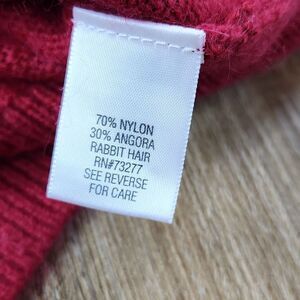 70% NYLON
30% ANGORA
RABBIT HAIR
RN#73277
SEE REVERSE
FOR CARE